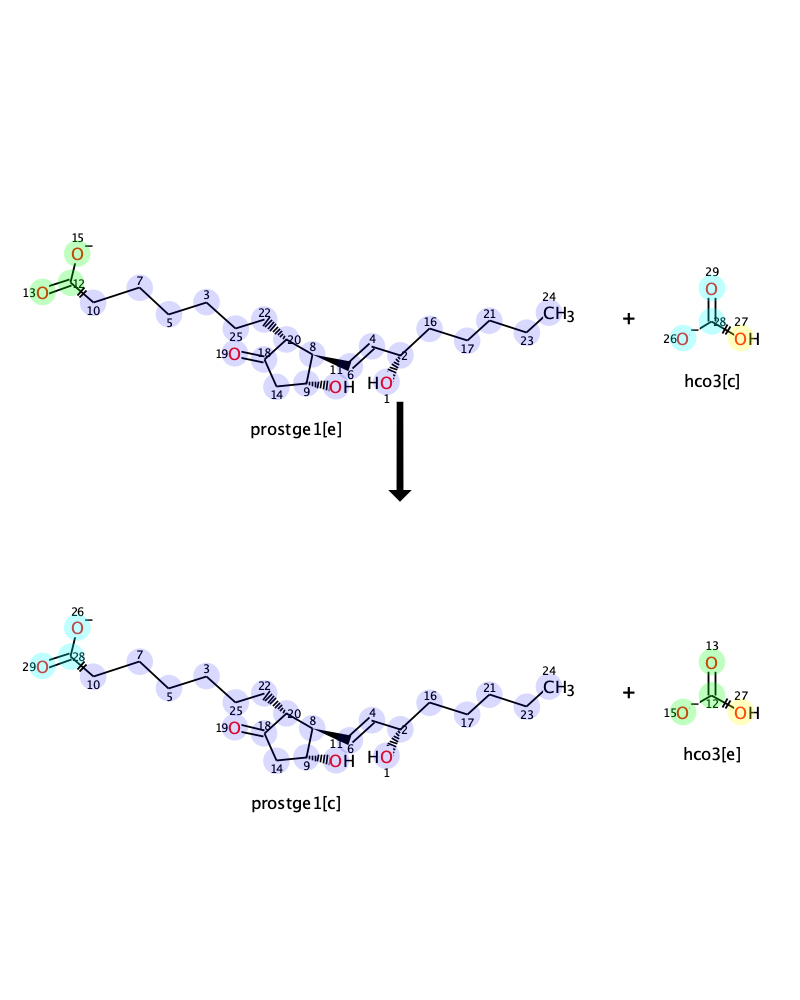 15
O−
13 O 12
10
7
5
3
25
22
20
19 O 18
8
14
9
OH
11
6
4
2
HO
1
16
17
21
23
24
CH3
+
29
O
26 O−
28
27
OH
prostge1[e]
hco3[c]
26
O−
29 O 28
10
7
5
3
25
22
20
19 O 18
8
14
9
OH
11
6
4
2
HO
1
16
17
21
23
24
CH3
+
13
O
15 O−
12
27
OH
prostge1[c]
hco3[e]